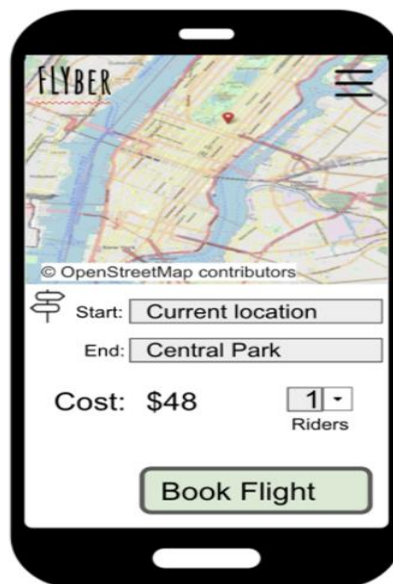 FLYBER
© OpenStreetMap contributors
Start: Current location
End: Central Park
Cost: $48 1
Riders
Book Flight